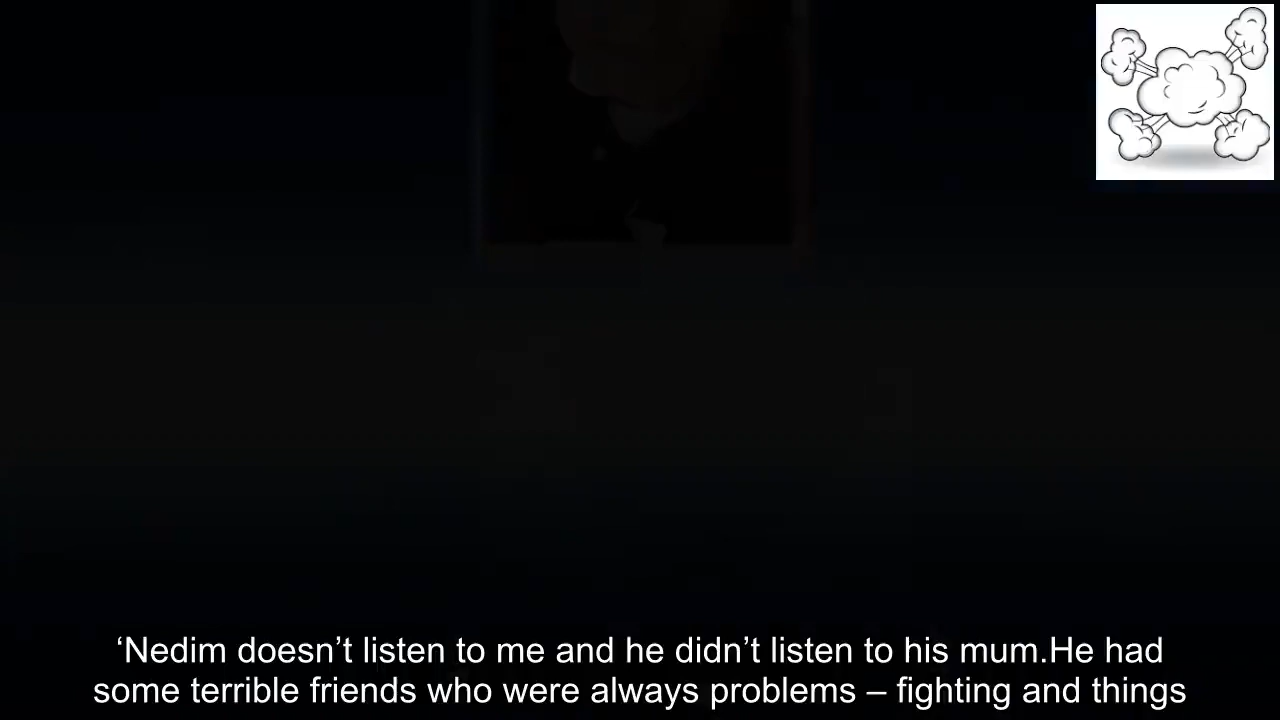 ‘Nedim doesn’t listen to me and he didn’t listen to his mum.He had
some terrible friends who were always problems – fighting and things